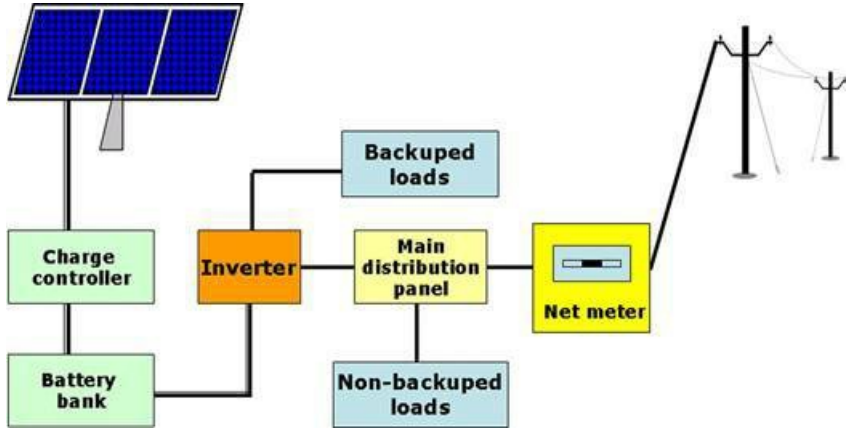 Backuped
loads
Charge
controller
Inverter
Main
distribution
panel
Net meter
Battery
bank
Non-backuped
loads